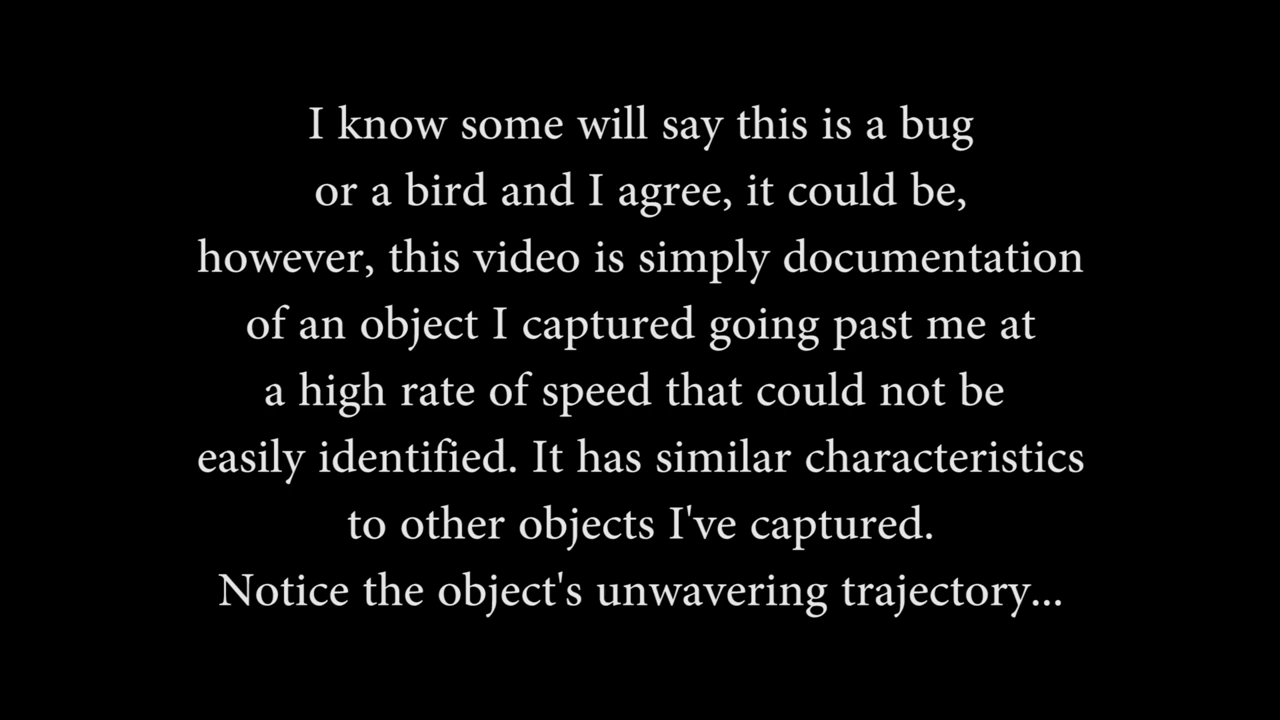 I know some will say this is a bug
or a bird and I agree, it could be,
however, this video is simply documentation
of an object I captured going past me at
a high rate of speed that could not be
easily identified. It has similar characteristics
to other objects I've captured.
Notice the object's unwavering trajectory...